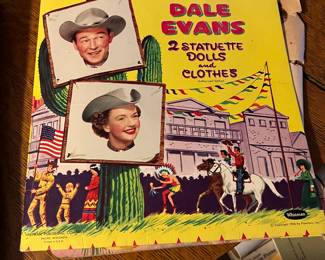 DALE
EVANS
2 STATUETTE
DOLLS
and
CLOTHES
Whitman